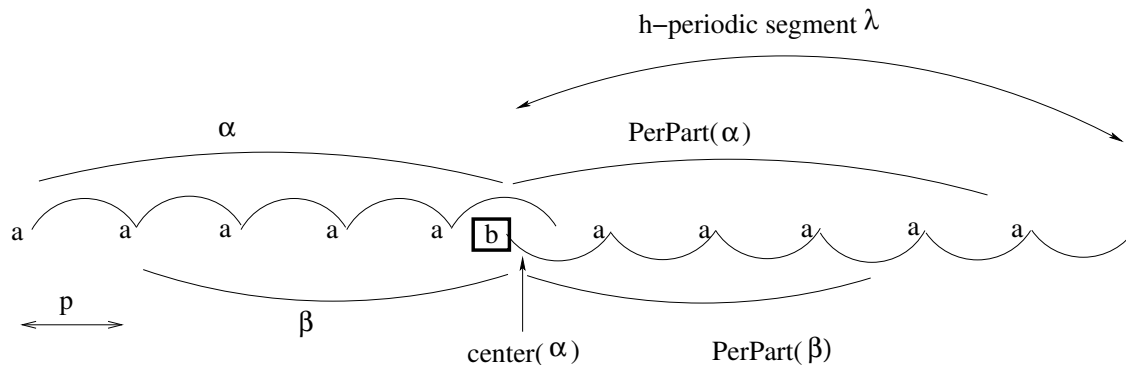 h−periodic segment λ
α
PerPart(α)
a a a a a b a a a a a
p
β
center(α)
PerPart(β)